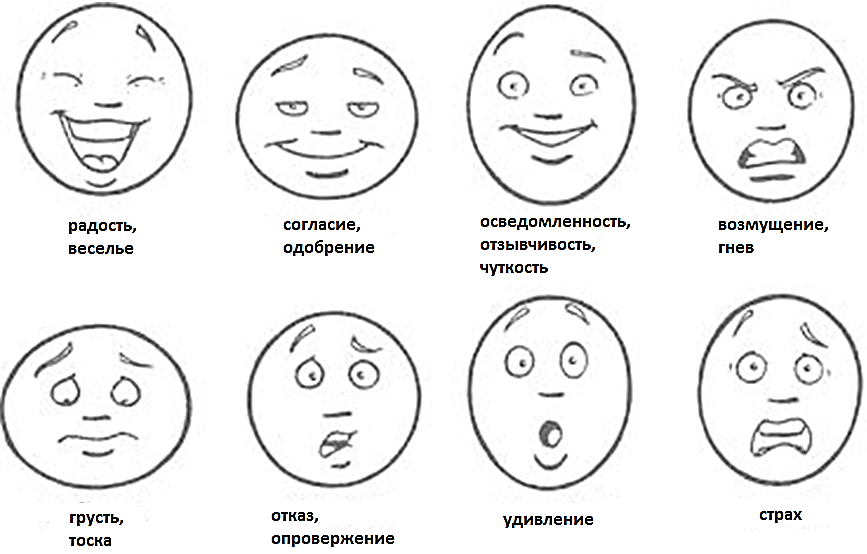 радость,
веселье
согласие,
одобрение
осведомленность,
отзывчивость,
чуткость
возмущение,
гнев
грусть,
тоска
отказ,
опровержение
удивление
страх